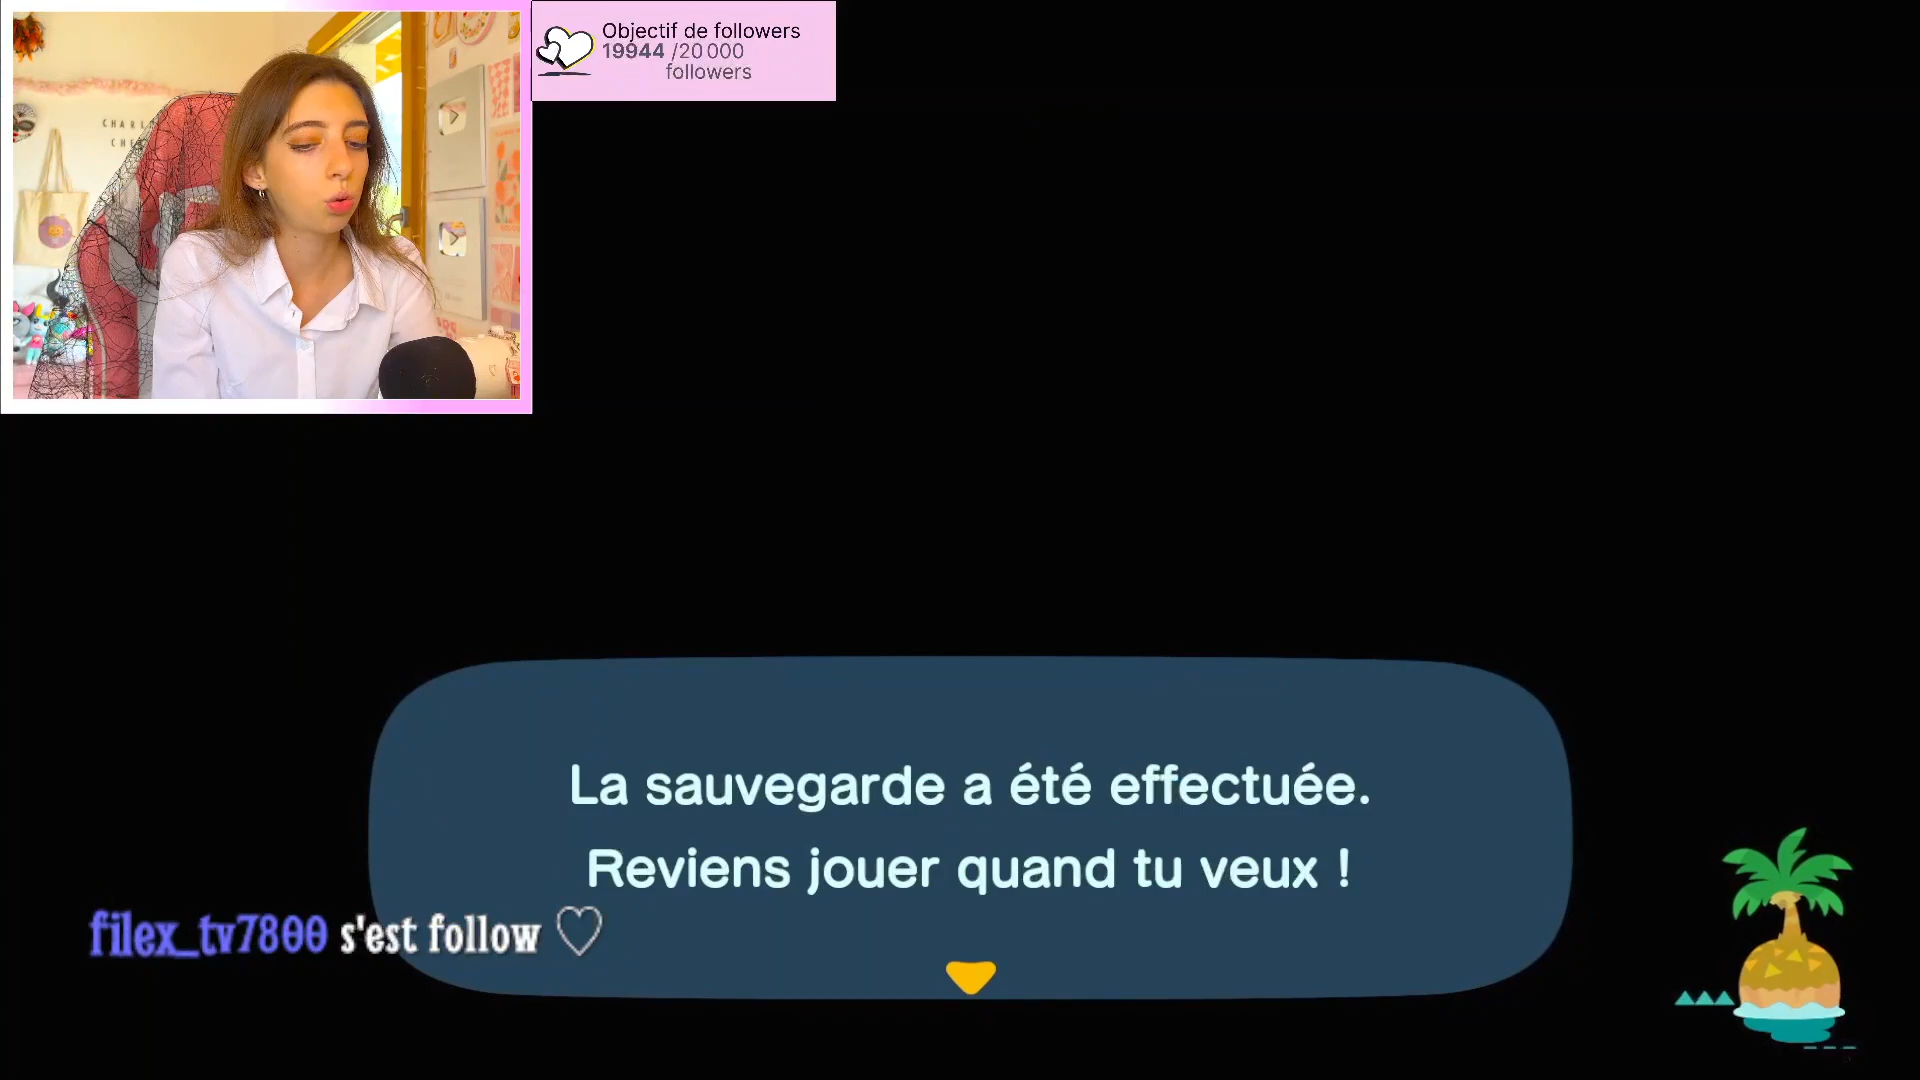 Objectif de followers
19944 /20 000
followers
La sauvegarde a été effectuée.
Reviens jouer quand tu veux !
filex_tv7800 s'est follow ♡